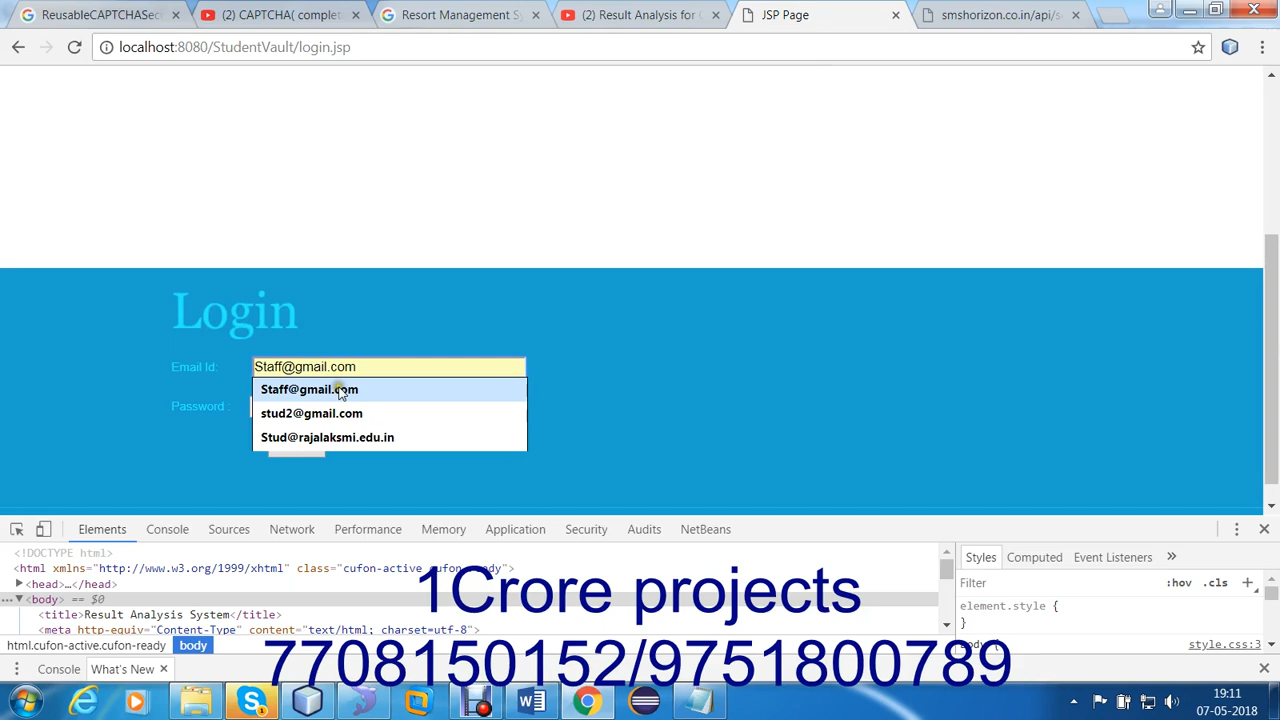 ReusableCAPTCHASec
(2) CAPTCHA( complet
Resort Management Sy
(2) Result Analysis for C
JSP Page
smshorizon.co.in/api/s
localhost:8080/StudentVault/login.jsp
Login
Email Id:
Staff@gmail.com
Staff@gmail.com
Password :
stud2@gmail.com
Stud@rajalaksmi.edu.in
Elements
Console
Sources
Network
Performance
Memory
Application
Security
Audits
NetBeans
<!DOCTYPE html>
<html xmlns="http://www.w3.org/1999/xhtml" class="cufon-active cufon-ready">
<head>…</head>
<body> == $0
<title>Result Analysis System</title>
<meta http-equiv="Content-Type" content="text/html; charset=utf-8">
html.cufon-active.cufon-ready
body
Styles
Computed
Event Listeners
Filter
:hov
.cls
element.style {
}
body {
style.css:3
Console
What's New
1Crore projects
7708150152/9751800789
19:11
07-05-2018